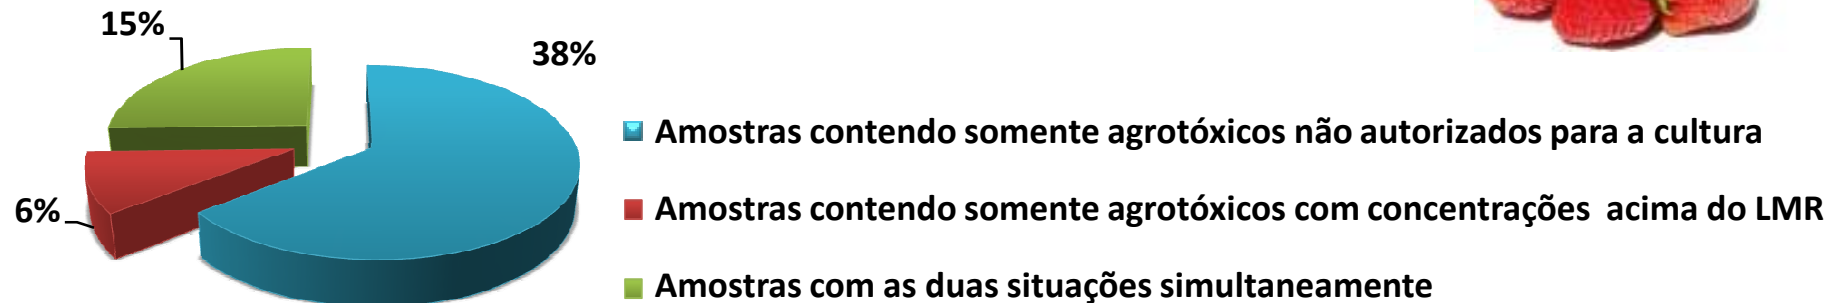 15%
38%
6%
Amostras contendo somente agrotóxicos não autorizados para a cultura
Amostras contendo somente agrotóxicos com concentrações acima do LMR
Amostras com as duas situações simultaneamente